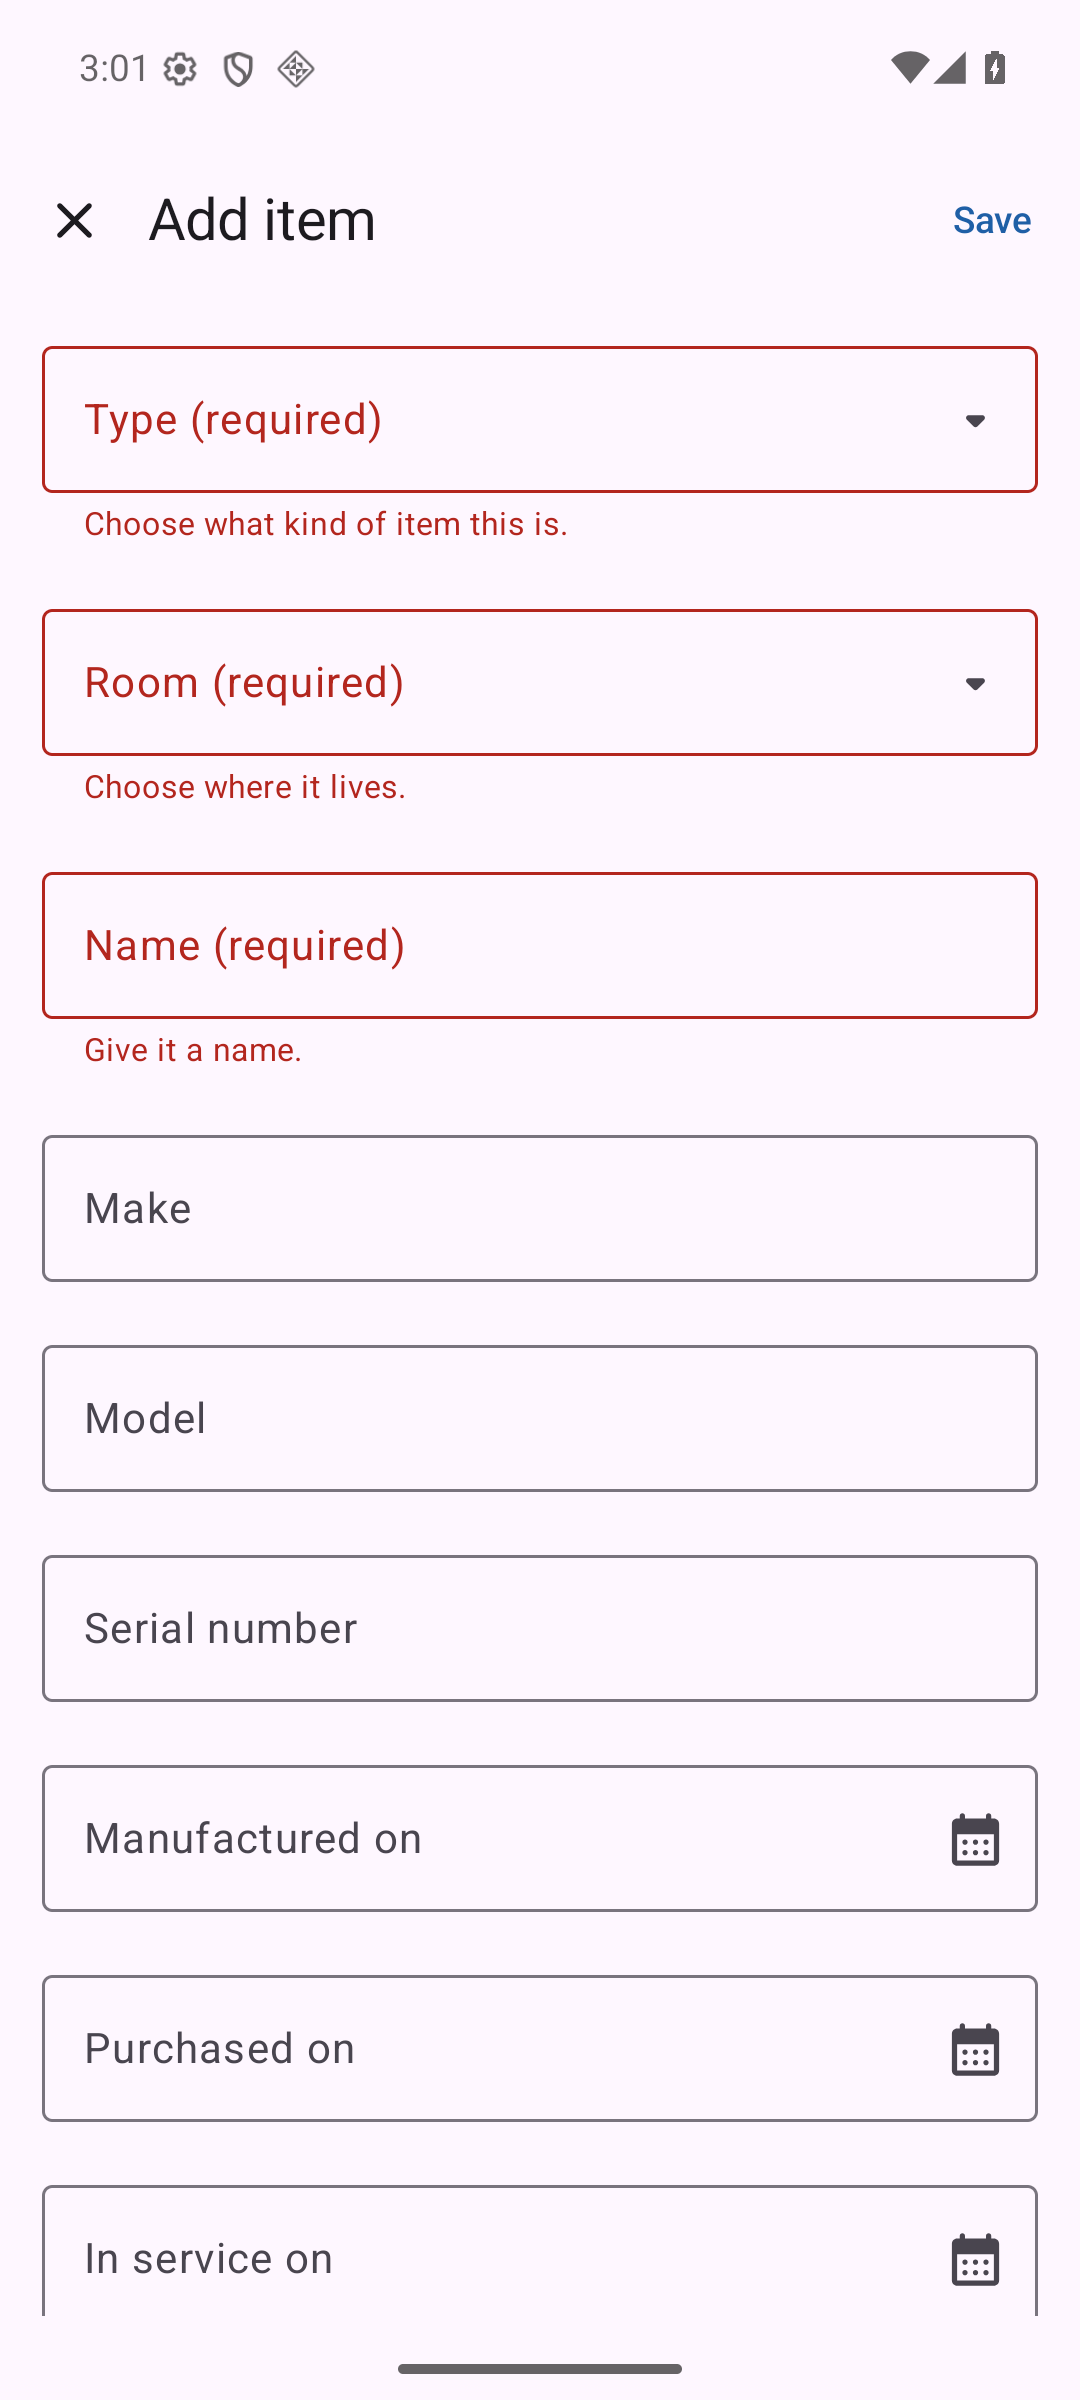 3:01
Add item
Save
Type (required)
Choose what kind of item this is.
Room (required)
Choose where it lives.
Name (required)
Give it a name.
Make
Model
Serial number
Manufactured on
Purchased on
In service on